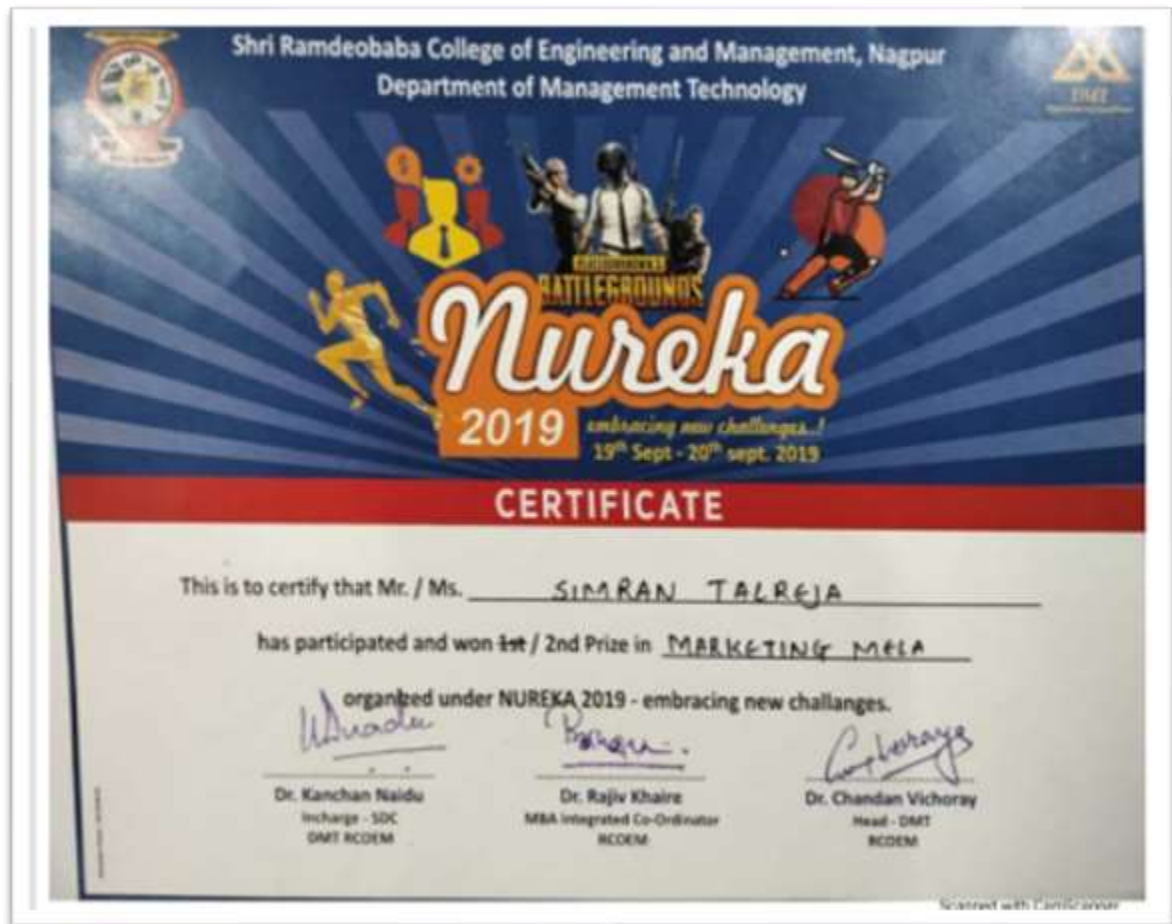 Shri Ramdeobaba College of Engineering and Management, Nagpur
Department of Management Technology
BATTLEGROUNDS
Nureka
2019
embracing new challenges..!
19th Sept - 20th sept. 2019
CERTIFICATE
This is to certify that Mr. / Ms. SIMRAN TALREJA
has participated and won 1st / 2nd Prize in MARKETING MELA
organized under NUREKA 2019 - embracing new challanges.
Dr. Kanchan Naidu
Incharge - SDC
DMT RCOEM
Dr. Rajiv Khaire
MBA Integrated Co-Ordinator
RCOEM
Dr. Chandan Vichoray
Head - DMT
RCOEM
Scanned with CamScanner